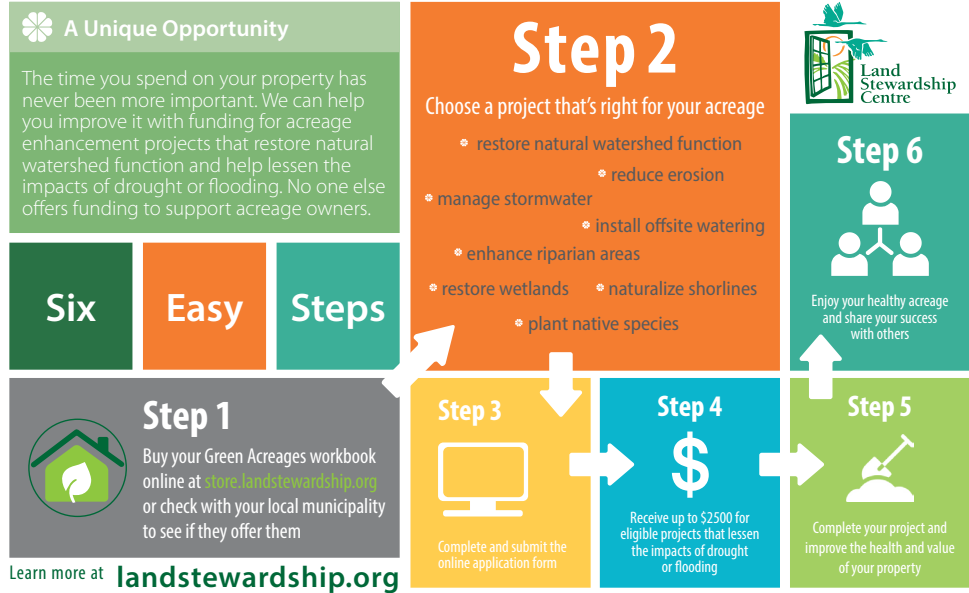 A Unique Opportunity
The time you spend on your property has
never been more important. We can help
you improve it with funding for acreage
enhancement projects that restore natural
watershed function and help lessen the
impacts of drought or flooding. No one else
offers funding to support acreage owners.
Six
Easy
Steps
Step 1
Buy your Green Acreages workbook
online at store.landstewardship.org
or check with your local municipality
to see if they offer them
Learn more at landstewardship.org
Step 2
Choose a project that's right for your acreage
restore natural watershed function
reduce erosion
manage stormwater
install offsite watering
enhance riparian areas
restore wetlands
naturalize shorlines
plant native species
Step 3
Complete and submit the
online application form
Step 4
$
Receive up to $2500 for
eligible projects that lessen
the impacts of drought
or flooding
Step 5
Complete your project and
improve the health and value
of your property
Step 6
Enjoy your healthy acreage
and share your success
with others
Land
Stewardship
Centre